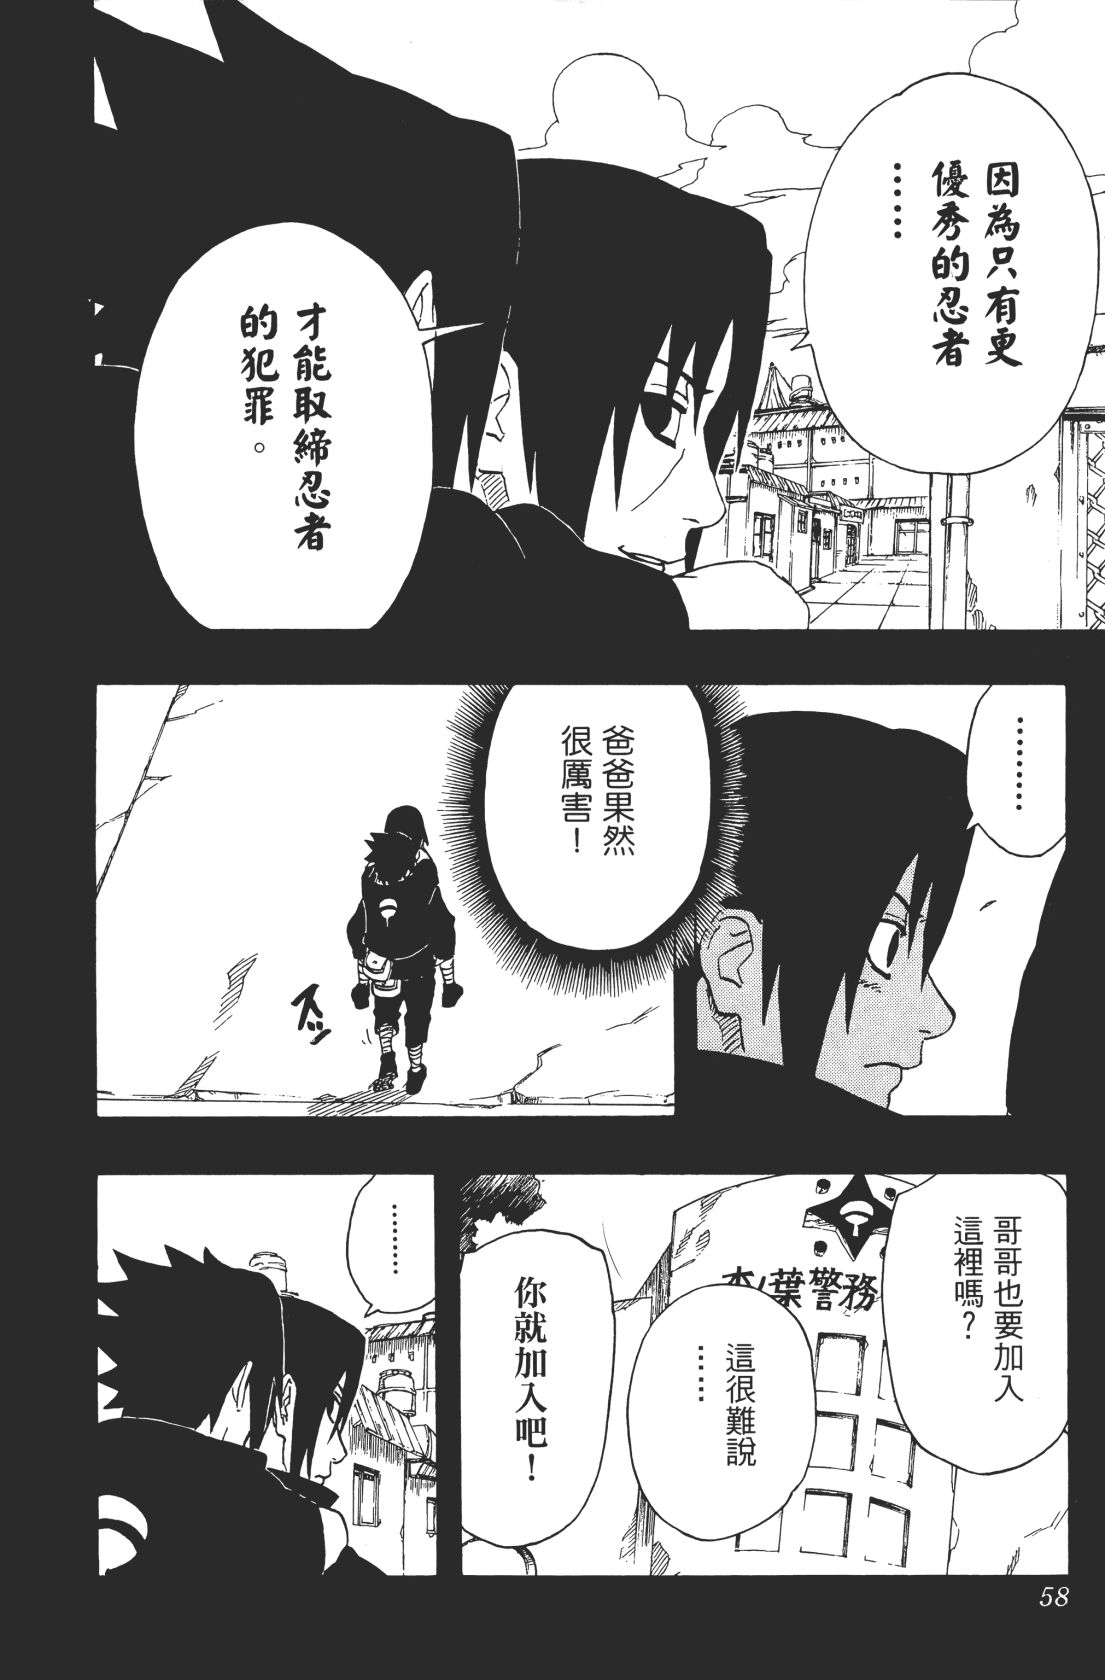 因為只有更
優秀的忍者
……
才能取締忍者
的犯罪。
………
爸爸果然
很厲害！
哥哥也要加入
這裡嗎？
木ノ葉警務
這很難說
……
你就加入吧！
………
58